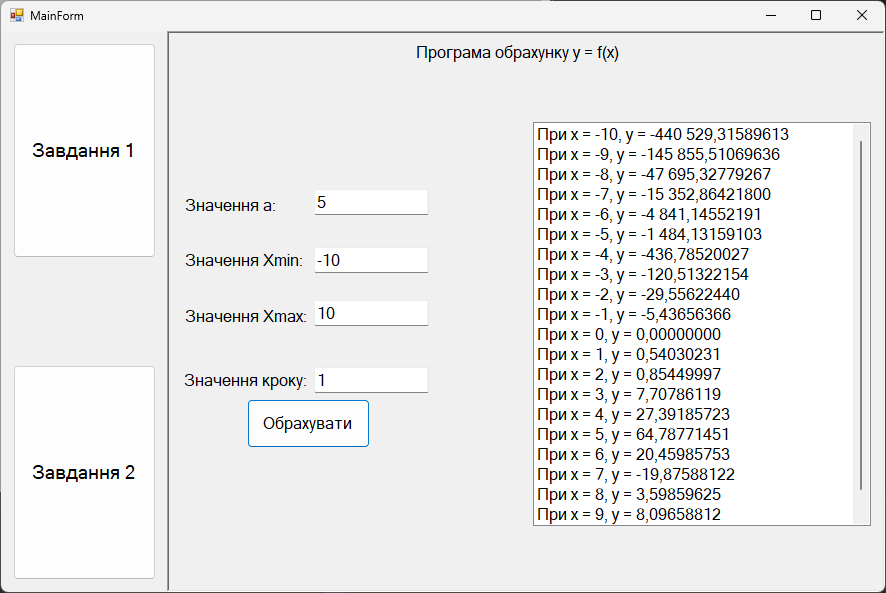 MainForm
Завдання 1
Завдання 2
Програма обрахунку y = f(x)
Значення a: 5
Значення Xmin: -10
Значення Xmax: 10
Значення кроку: 1
Обрахувати
При x = -10, y = -440 529,31589613
При x = -9, y = -145 855,51069636
При x = -8, y = -47 695,32779267
При x = -7, y = -15 352,86421800
При x = -6, y = -4 841,14552191
При x = -5, y = -1 484,13159103
При x = -4, y = -436,78520027
При x = -3, y = -120,51322154
При x = -2, y = -29,55622440
При x = -1, y = -5,43656366
При x = 0, y = 0,00000000
При x = 1, y = 0,54030231
При x = 2, y = 0,85449997
При x = 3, y = 7,70786119
При x = 4, y = 27,39185723
При x = 5, y = 64,78771451
При x = 6, y = 20,45985753
При x = 7, y = -19,87588122
При x = 8, y = 3,59859625
При x = 9, y = 8,09658812